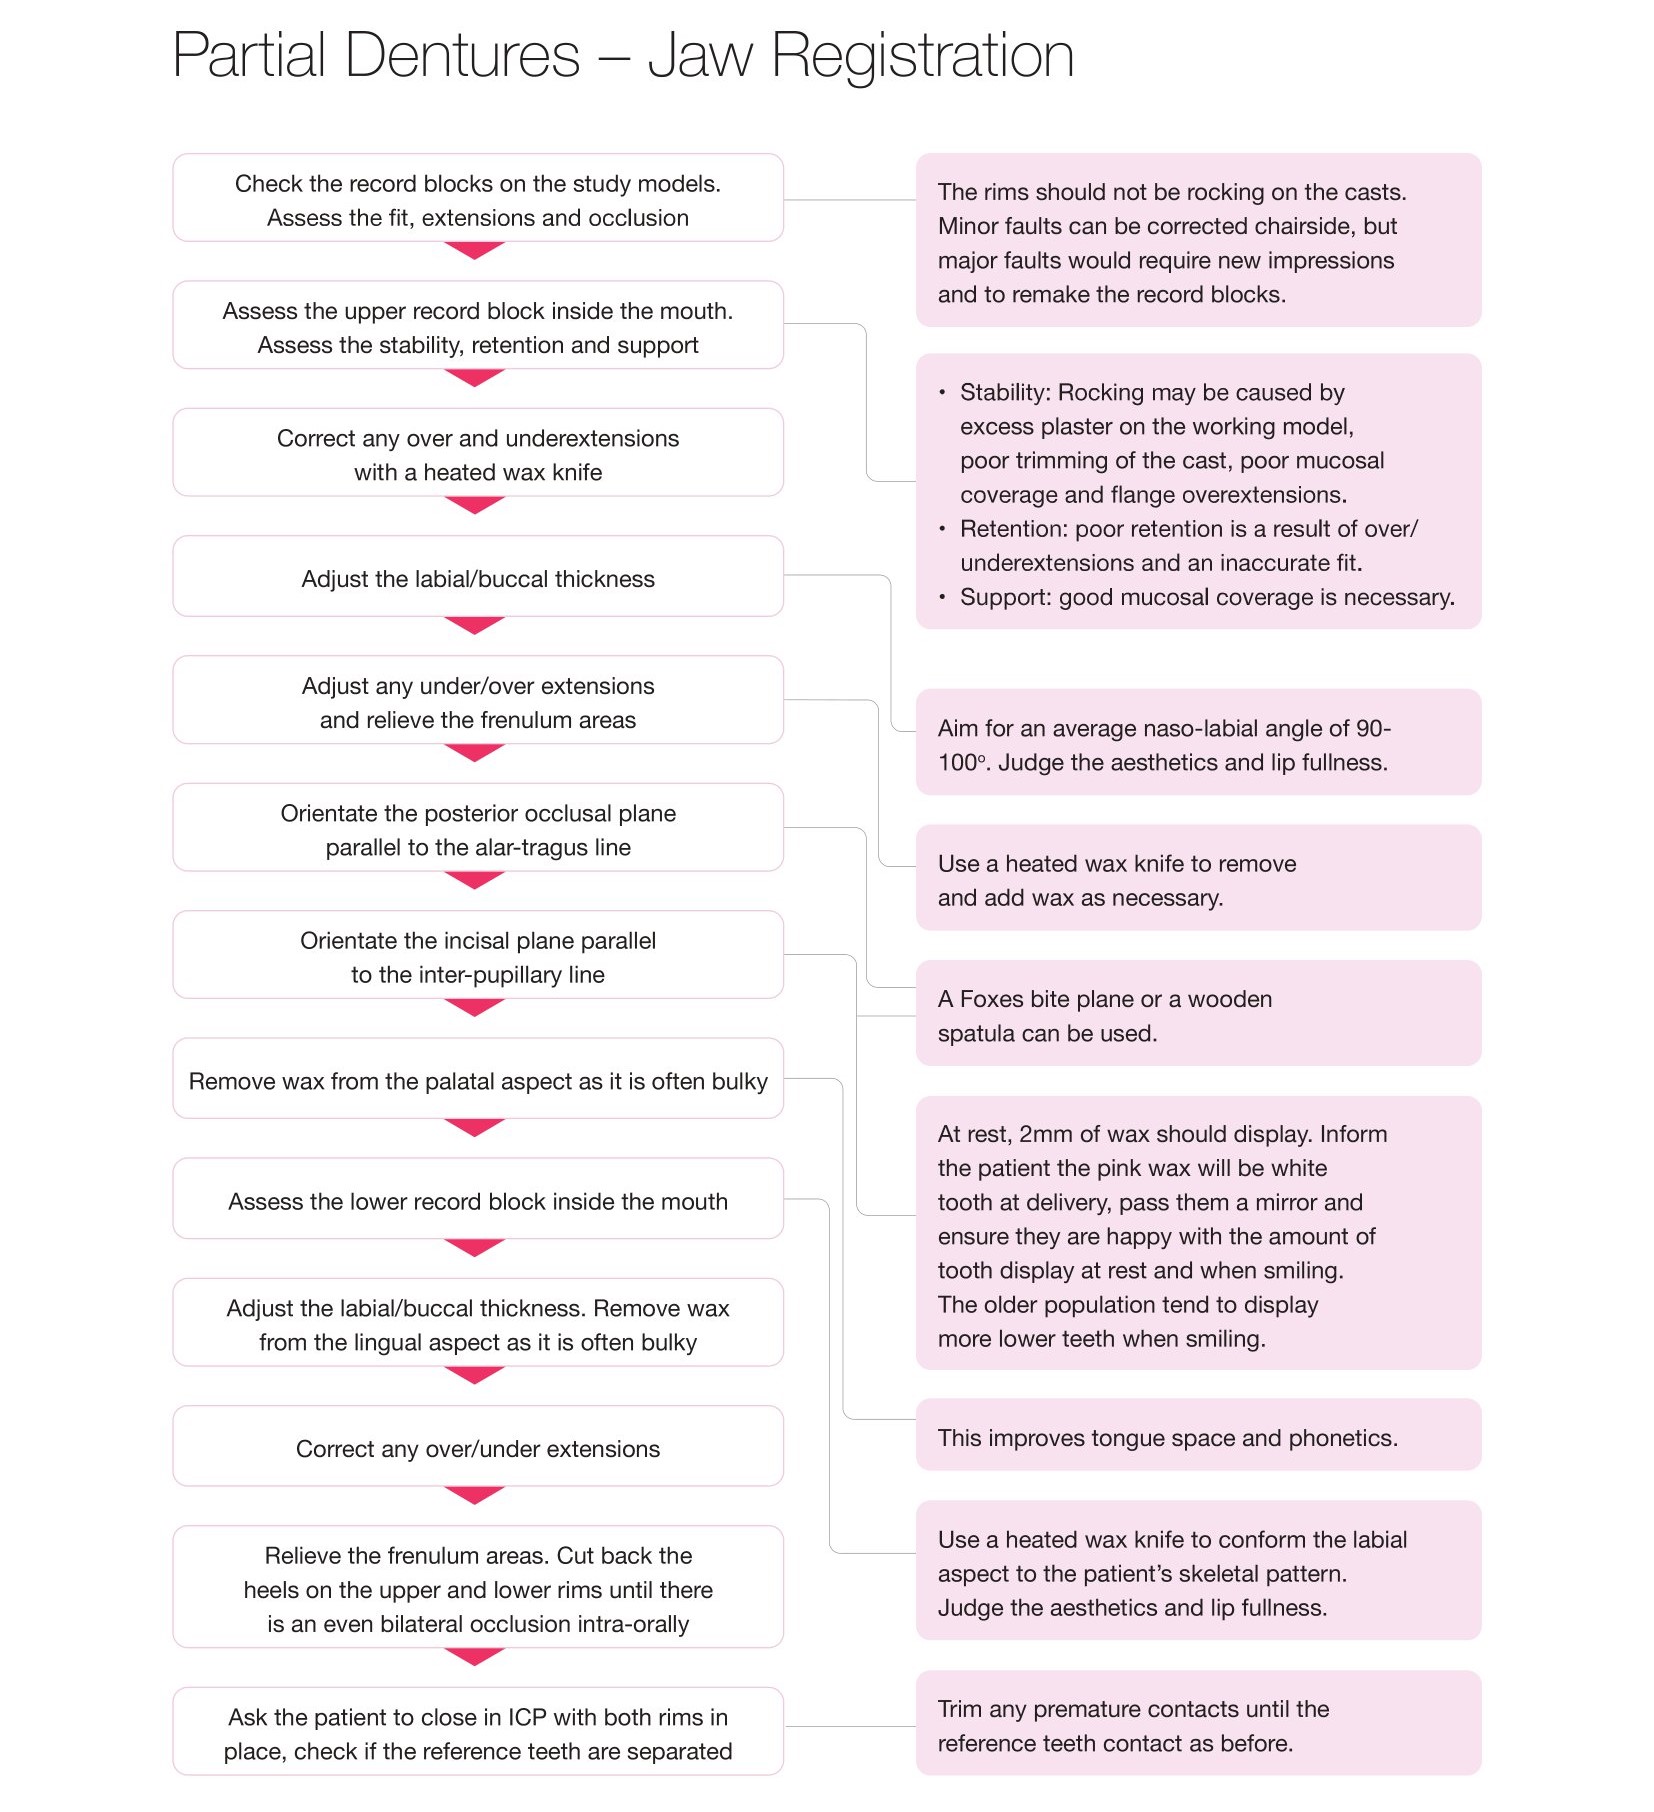 Partial Dentures – Jaw Registration
Check the record blocks on the study models.
Assess the fit, extensions and occlusion
The rims should not be rocking on the casts.
Minor faults can be corrected chairside, but
major faults would require new impressions
and to remake the record blocks.
Assess the upper record block inside the mouth.
Assess the stability, retention and support
• Stability: Rocking may be caused by
excess plaster on the working model,
poor trimming of the cast, poor mucosal
coverage and flange overextensions.
• Retention: poor retention is a result of over/
underextensions and an inaccurate fit.
• Support: good mucosal coverage is necessary.
Correct any over and underextensions
with a heated wax knife
Adjust the labial/buccal thickness
Aim for an average naso-labial angle of 90-
100º. Judge the aesthetics and lip fullness.
Adjust any under/over extensions
and relieve the frenulum areas
Use a heated wax knife to remove
and add wax as necessary.
Orientate the posterior occlusal plane
parallel to the alar-tragus line
A Foxes bite plane or a wooden
spatula can be used.
Orientate the incisal plane parallel
to the inter-pupillary line
At rest, 2mm of wax should display. Inform
the patient the pink wax will be white
tooth at delivery, pass them a mirror and
ensure they are happy with the amount of
tooth display at rest and when smiling.
The older population tend to display
more lower teeth when smiling.
Remove wax from the palatal aspect as it is often bulky
This improves tongue space and phonetics.
Assess the lower record block inside the mouth
Use a heated wax knife to conform the labial
aspect to the patient’s skeletal pattern.
Judge the aesthetics and lip fullness.
Adjust the labial/buccal thickness. Remove wax
from the lingual aspect as it is often bulky
Correct any over/under extensions
Relieve the frenulum areas. Cut back the
heels on the upper and lower rims until there
is an even bilateral occlusion intra-orally
Ask the patient to close in ICP with both rims in
place, check if the reference teeth are separated
Trim any premature contacts until the
reference teeth contact as before.